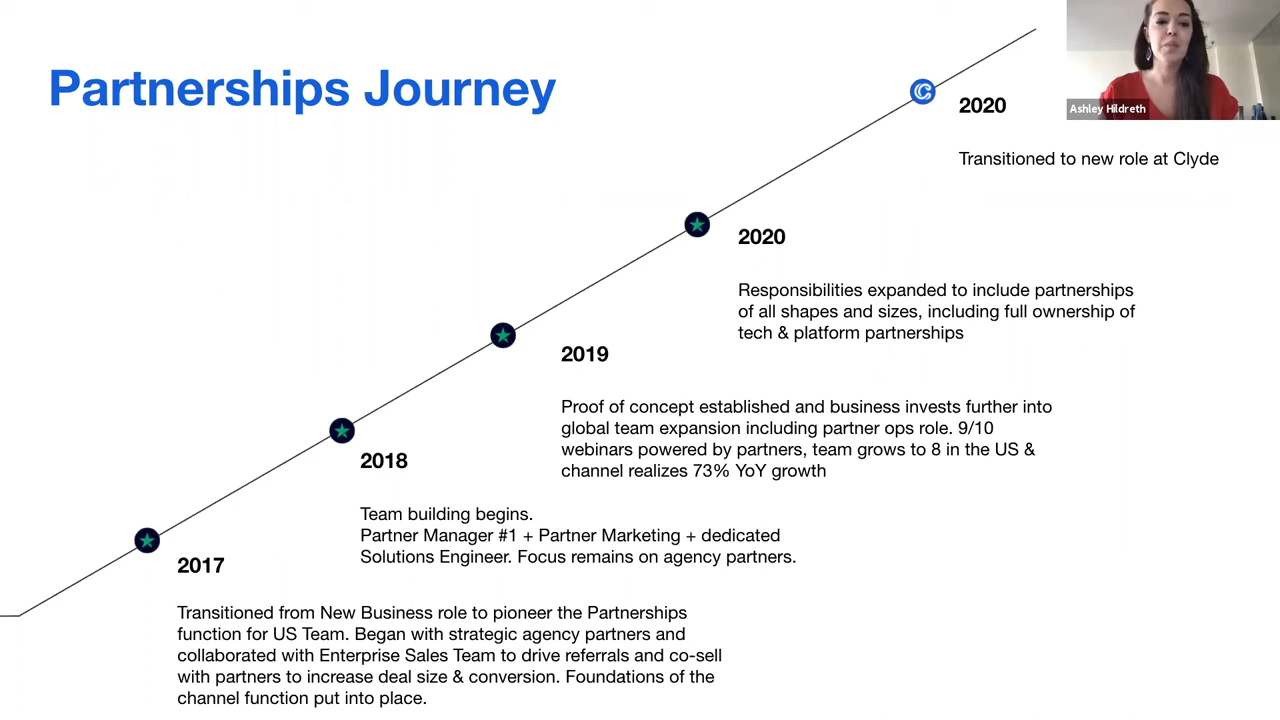 Partnerships Journey
Ashley Hildreth
2020
Transitioned to new role at Clyde
2020
Responsibilities expanded to include partnerships
of all shapes and sizes, including full ownership of
tech & platform partnerships
2019
Proof of concept established and business invests further into
global team expansion including partner ops role. 9/10
webinars powered by partners, team grows to 8 in the US &
channel realizes 73% YoY growth
2018
Team building begins.
Partner Manager #1 + Partner Marketing + dedicated
Solutions Engineer. Focus remains on agency partners.
2017
Transitioned from New Business role to pioneer the Partnerships
function for US Team. Began with strategic agency partners and
collaborated with Enterprise Sales Team to drive referrals and co-sell
with partners to increase deal size & conversion. Foundations of the
channel function put into place.